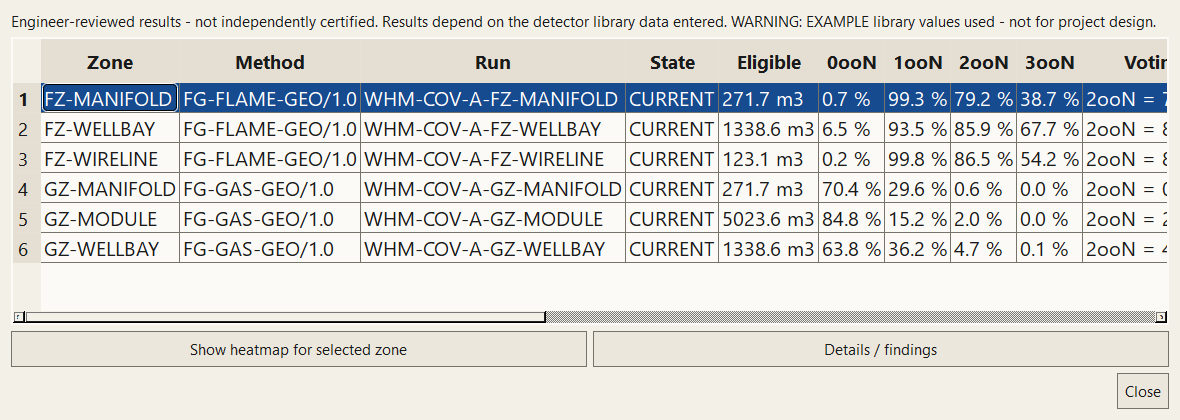 Engineer-reviewed results - not independently certified. Results depend on the detector library data entered. WARNING: EXAMPLE library values used - not for project design.
Zone Method Run State Eligible 0ooN 1ooN 2ooN 3ooN
1 FZ-MANIFOLD FG-FLAME-GEO/1.0 WHM-COV-A-FZ-MANIFOLD CURRENT 271.7 m3 0.7 % 99.3 % 79.2 % 38.7 % 2ooN =
2 FZ-WELLBAY FG-FLAME-GEO/1.0 WHM-COV-A-FZ-WELLBAY CURRENT 1338.6 m3 6.5 % 93.5 % 85.9 % 67.7 % 2ooN =
3 FZ-WIRELINE FG-FLAME-GEO/1.0 WHM-COV-A-FZ-WIRELINE CURRENT 123.1 m3 0.2 % 99.8 % 86.5 % 54.2 % 2ooN =
4 GZ-MANIFOLD FG-GAS-GEO/1.0 WHM-COV-A-GZ-MANIFOLD CURRENT 271.7 m3 70.4 % 29.6 % 0.6 % 0.0 % 2ooN =
5 GZ-MODULE FG-GAS-GEO/1.0 WHM-COV-A-GZ-MODULE CURRENT 5023.6 m3 84.8 % 15.2 % 2.0 % 0.0 % 2ooN =
6 GZ-WELLBAY FG-GAS-GEO/1.0 WHM-COV-A-GZ-WELLBAY CURRENT 1338.6 m3 63.8 % 36.2 % 4.7 % 0.1 % 2ooN =
Show heatmap for selected zone
Details / findings
Close